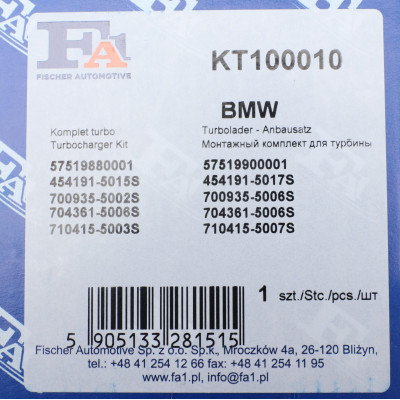 FA1
KT100010
FISCHER AUTOMOTIVE
BMW
Komplet turbo
Turbocharger Kit
Turbolader - Anbausatz
Монтажный комплект для турбины
57519880001
454191-5015S
700935-5002S
704361-5006S
710415-5003S
57519900001
454191-5017S
700935-5006S
704361-5006S
710415-5007S
1 szt./Stc./pcs./шт
5 905133 281515
Fischer Automotive Sp. z o.o. Sp.k., Mroczków 4a, 26-120 Bliżyn,
tel.: +48 41 254 12 66 fax: +48 41 254 11 95
www.fa1.pl, info@fa1.pl